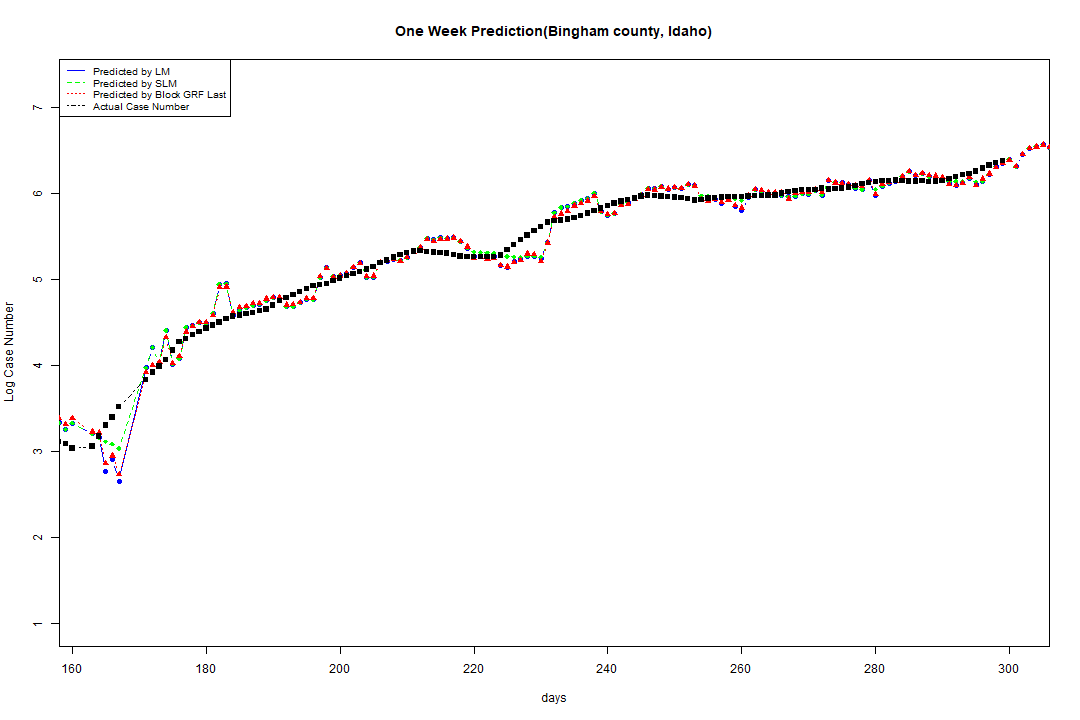 One Week Prediction(Bingham county, Idaho)
Predicted by LM
Predicted by SLM
Predicted by Block GRF Last
Actual Case Number
7
6
5
4
3
2
1
Log Case Number
160 180 200 220 240 260 280 300
days